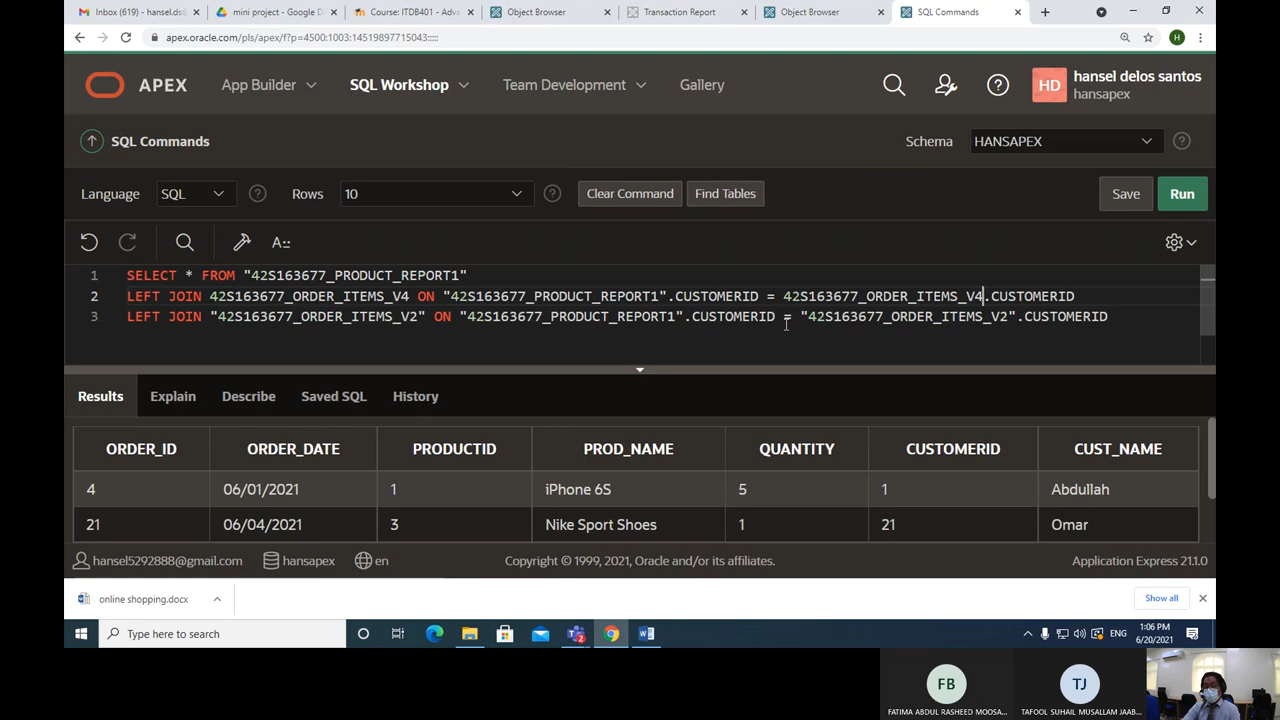 Inbox (619) - hansel.ds
mini project - Google D
Course: ITDB401 - Adva
Object Browser
Transaction Report
Object Browser
SQL Commands
apex.oracle.com/pls/apex/f?p=4500:1003:14519897715043:::::
H
APEX
App Builder
SQL Workshop
Team Development
Gallery
HD
hansel delos santos
hansapex
SQL Commands
Schema
HANSAPEX
Language
SQL
Rows
10
Clear Command
Find Tables
Save
Run
A::
1 SELECT * FROM "42S163677_PRODUCT_REPORT1"
2 LEFT JOIN 42S163677_ORDER_ITEMS_V4 ON "42S163677_PRODUCT_REPORT1".CUSTOMERID = 42S163677_ORDER_ITEMS_V4.CUSTOMERID
3 LEFT JOIN "42S163677_ORDER_ITEMS_V2" ON "42S163677_PRODUCT_REPORT1".CUSTOMERID = "42S163677_ORDER_ITEMS_V2".CUSTOMERID
Results Explain Describe Saved SQL History
ORDER_ID ORDER_DATE PRODUCTID PROD_NAME QUANTITY CUSTOMERID CUST_NAME
4 06/01/2021 1 iPhone 6S 5 1 Abdullah
21 06/04/2021 3 Nike Sport Shoes 1 21 Omar
hansel5292888@gmail.com hansapex en
Copyright © 1999, 2021, Oracle and/or its affiliates.
Application Express 21.1.0
online shopping.docx
Show all
Type here to search
ENG
1:06 PM
6/20/2021
FB
TJ
FATIMA ABDUL RASHEED MOOSA...
TAFOOL SUHAIL MUSALLAM JAAB...